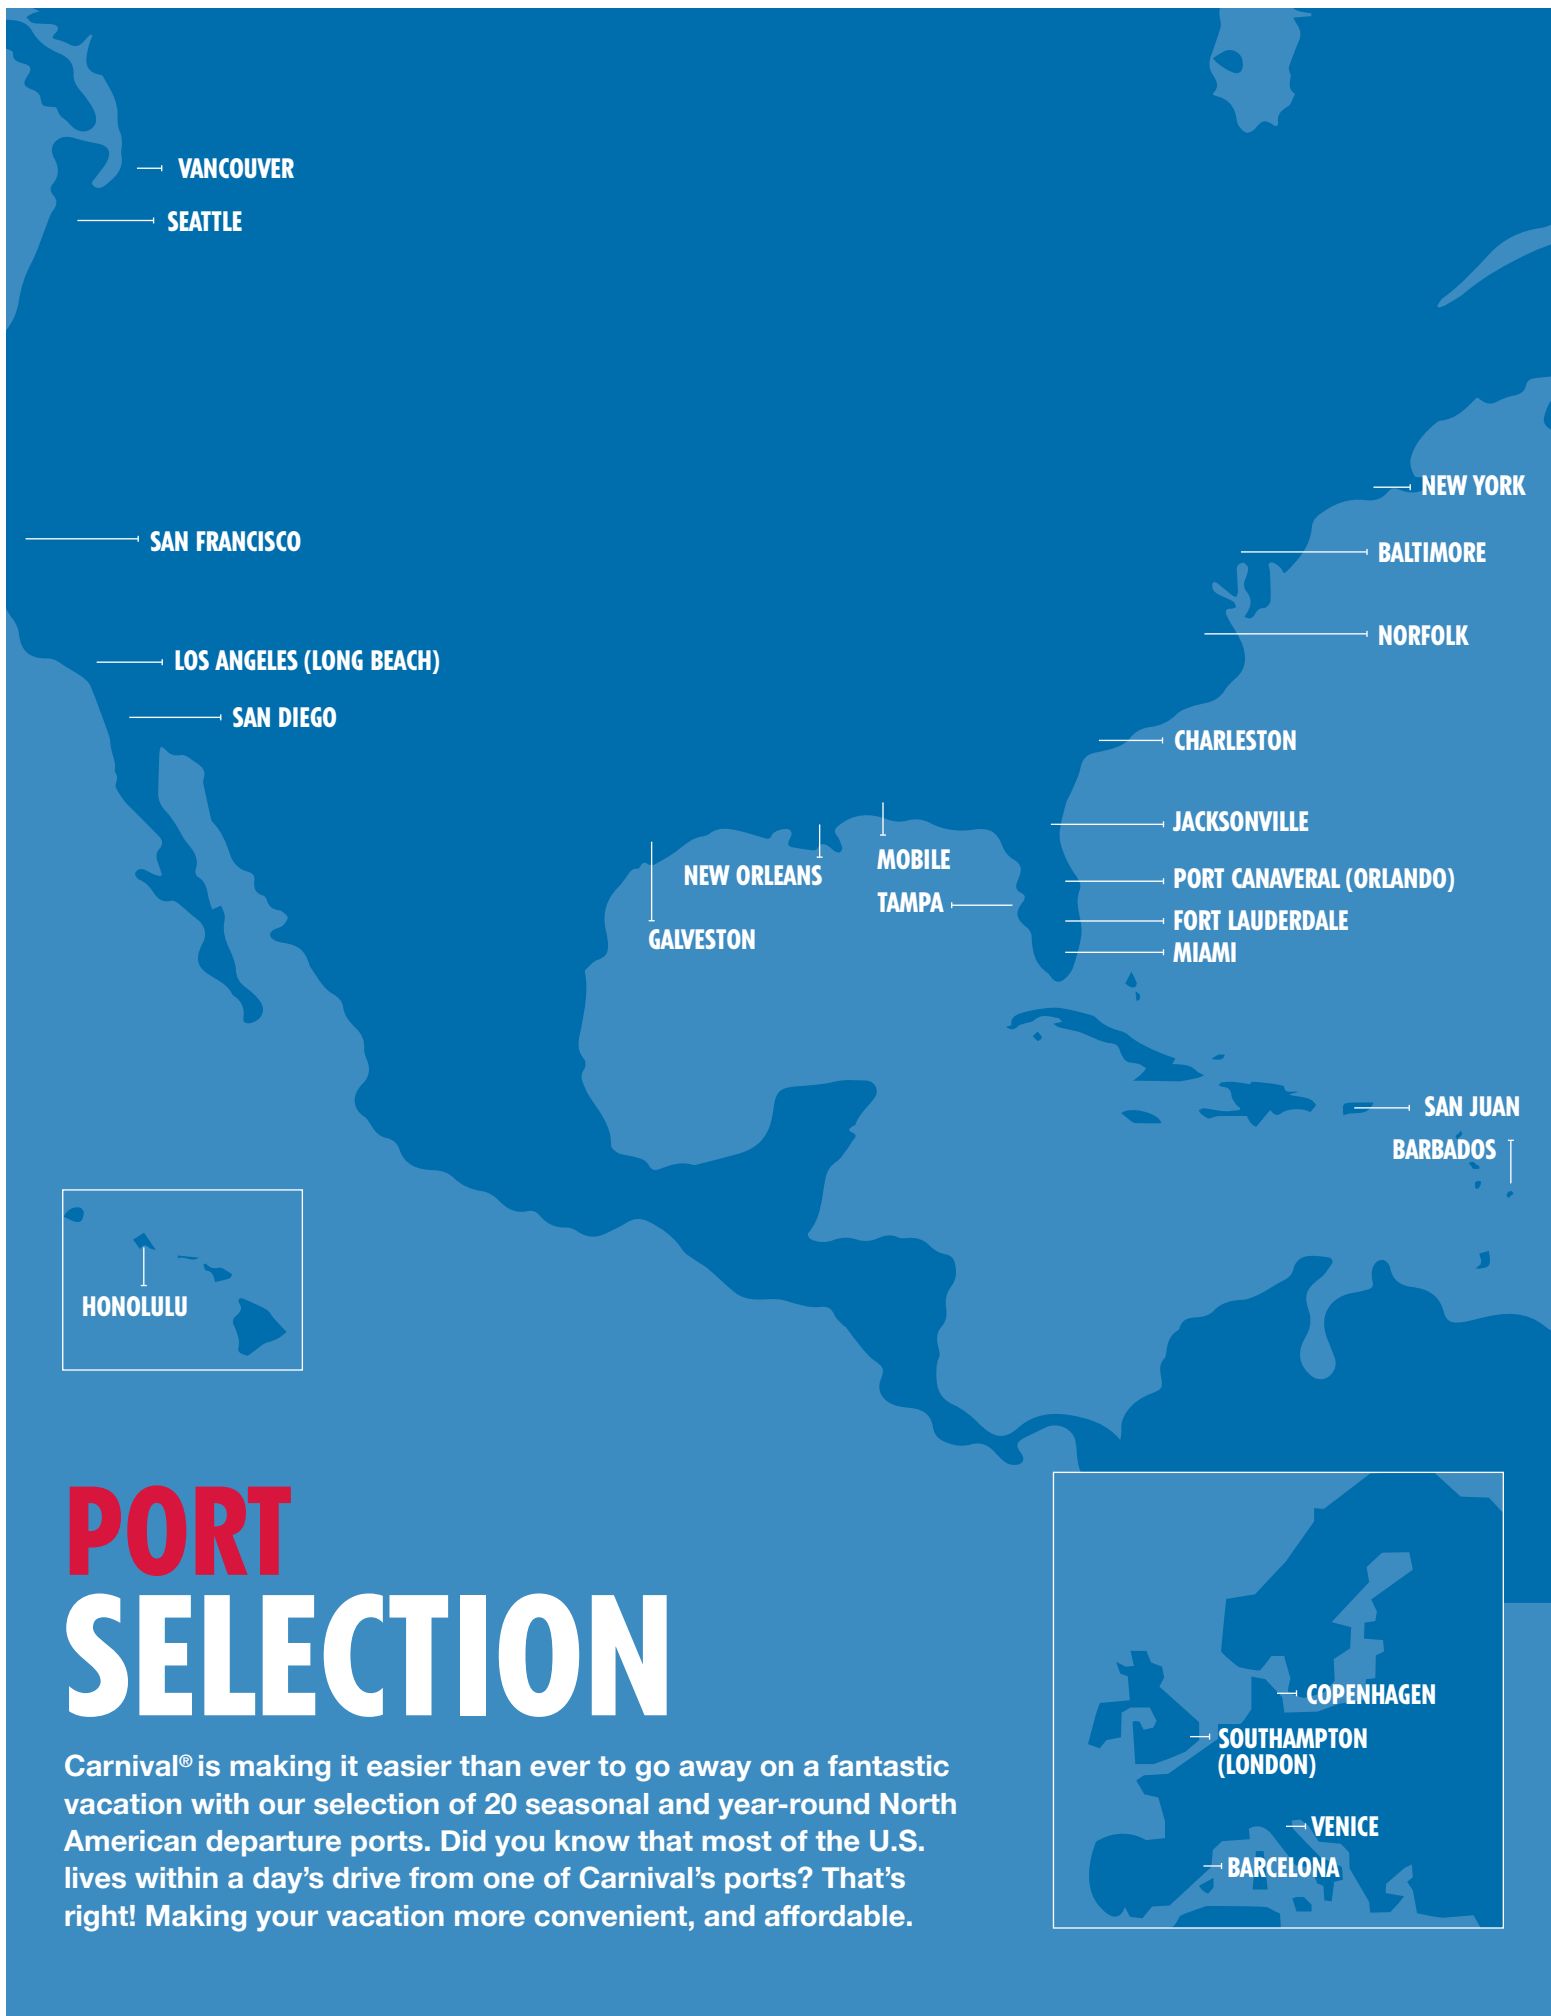 VANCOUVER
SEATTLE
NEW YORK
SAN FRANCISCO
BALTIMORE
NORFOLK
LOS ANGELES (LONG BEACH)
SAN DIEGO
CHARLESTON
JACKSONVILLE
MOBILE
NEW ORLEANS
PORT CANAVERAL (ORLANDO)
TAMPA
FORT LAUDERDALE
GALVESTON
MIAMI
SAN JUAN
BARBADOS
HONOLULU
PORT
SELECTION
Carnival® is making it easier than ever to go away on a fantastic
vacation with our selection of 20 seasonal and year-round North
American departure ports. Did you know that most of the U.S.
lives within a day’s drive from one of Carnival’s ports? That’s
right! Making your vacation more convenient, and affordable.
COPENHAGEN
SOUTHAMPTON
(LONDON)
VENICE
BARCELONA